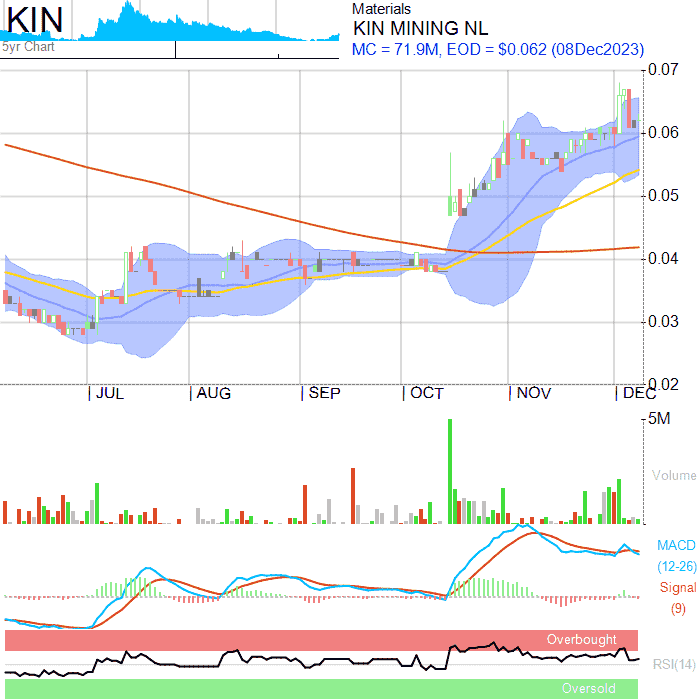 KIN
5yr Chart
Materials
KIN MINING NL
MC = 71.9M, EOD = $0.062 (08Dec2023)
0.07
0.06
0.05
0.04
0.03
0.02
JUL AUG SEP OCT NOV DEC
5M
Volume
MACD
(12-26)
Signal
(9)
Overbought
RSI(14)
Oversold